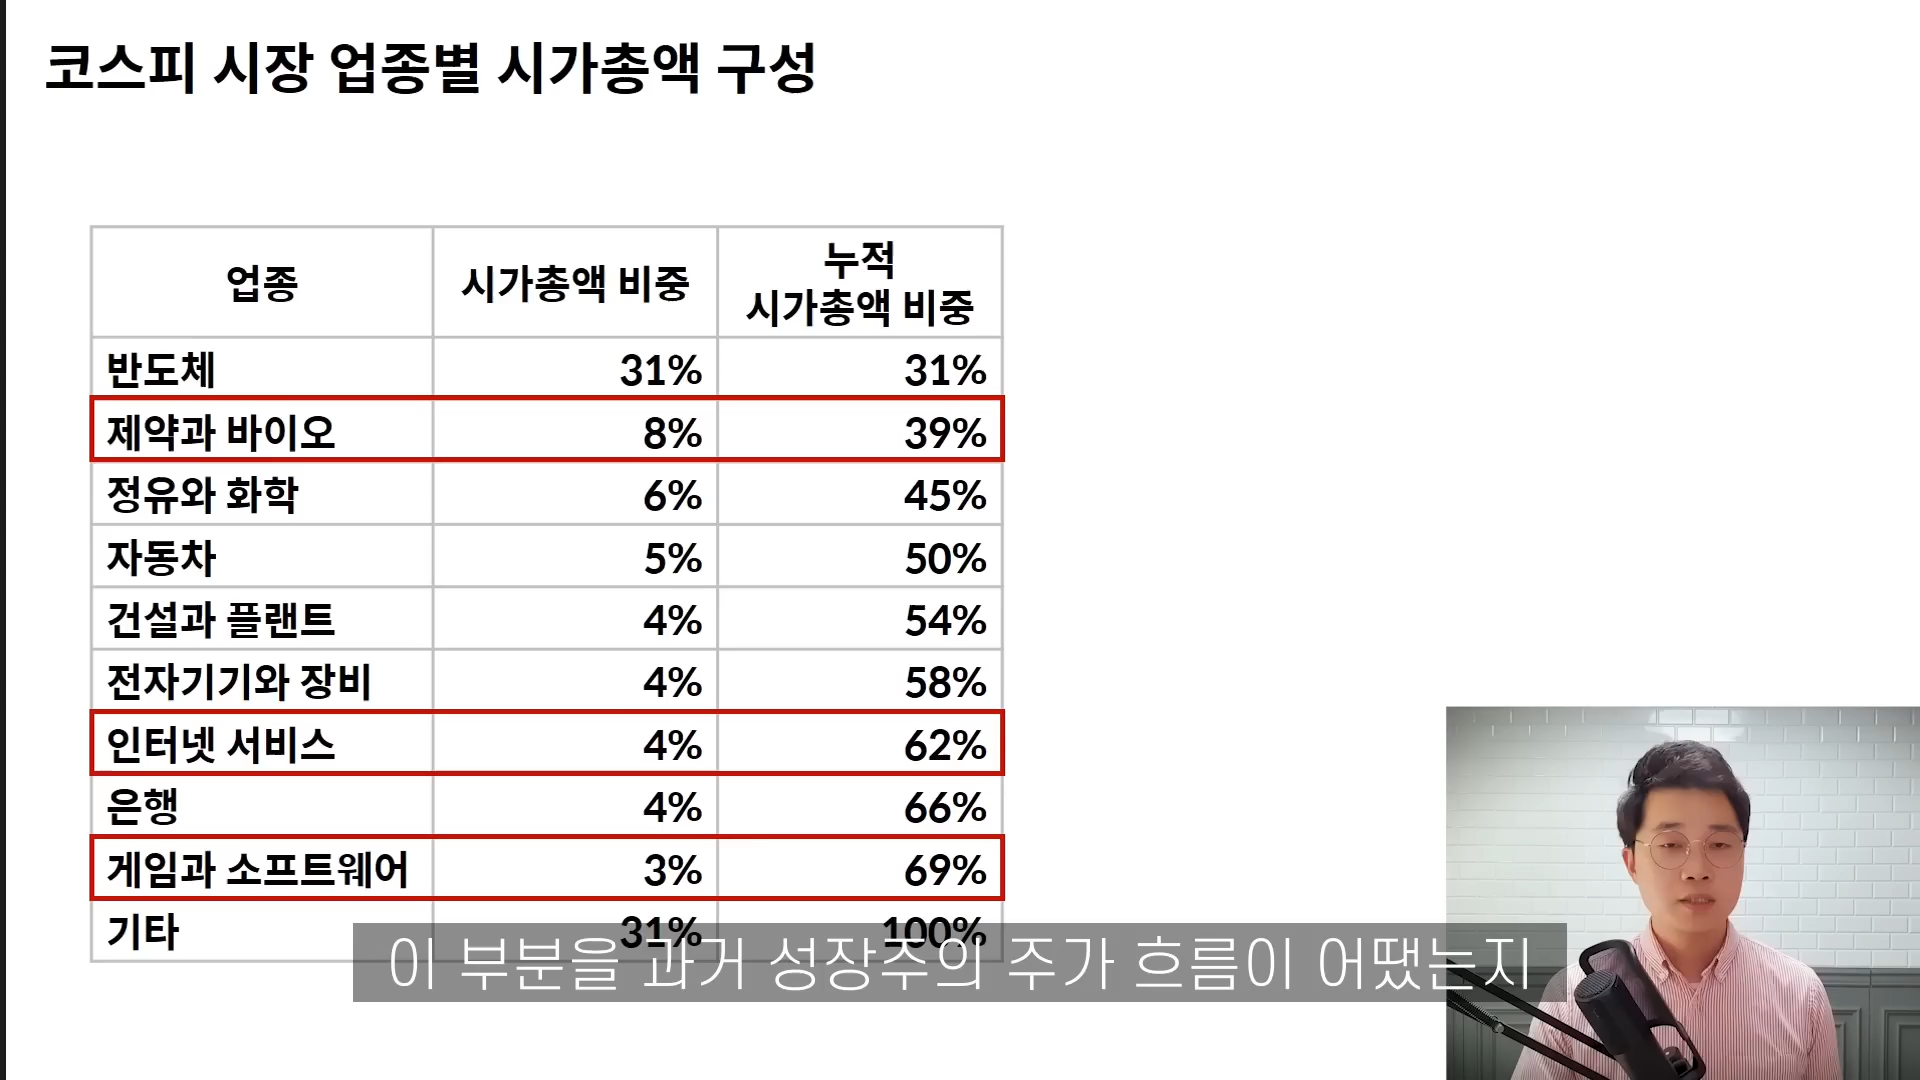 코스피 시장 업종별 시가총액 구성
업종 시가총액 비중 누적 시가총액 비중
반도체 31% 31%
제약과 바이오 8% 39%
정유와 화학 6% 45%
자동차 5% 50%
건설과 플랜트 4% 54%
전자기기와 장비 4% 58%
인터넷 서비스 4% 62%
은행 4% 66%
게임과 소프트웨어 3% 69%
기타 31% 100%
이 부분을 과거 성장주의 주가 흐름이 어땠는지